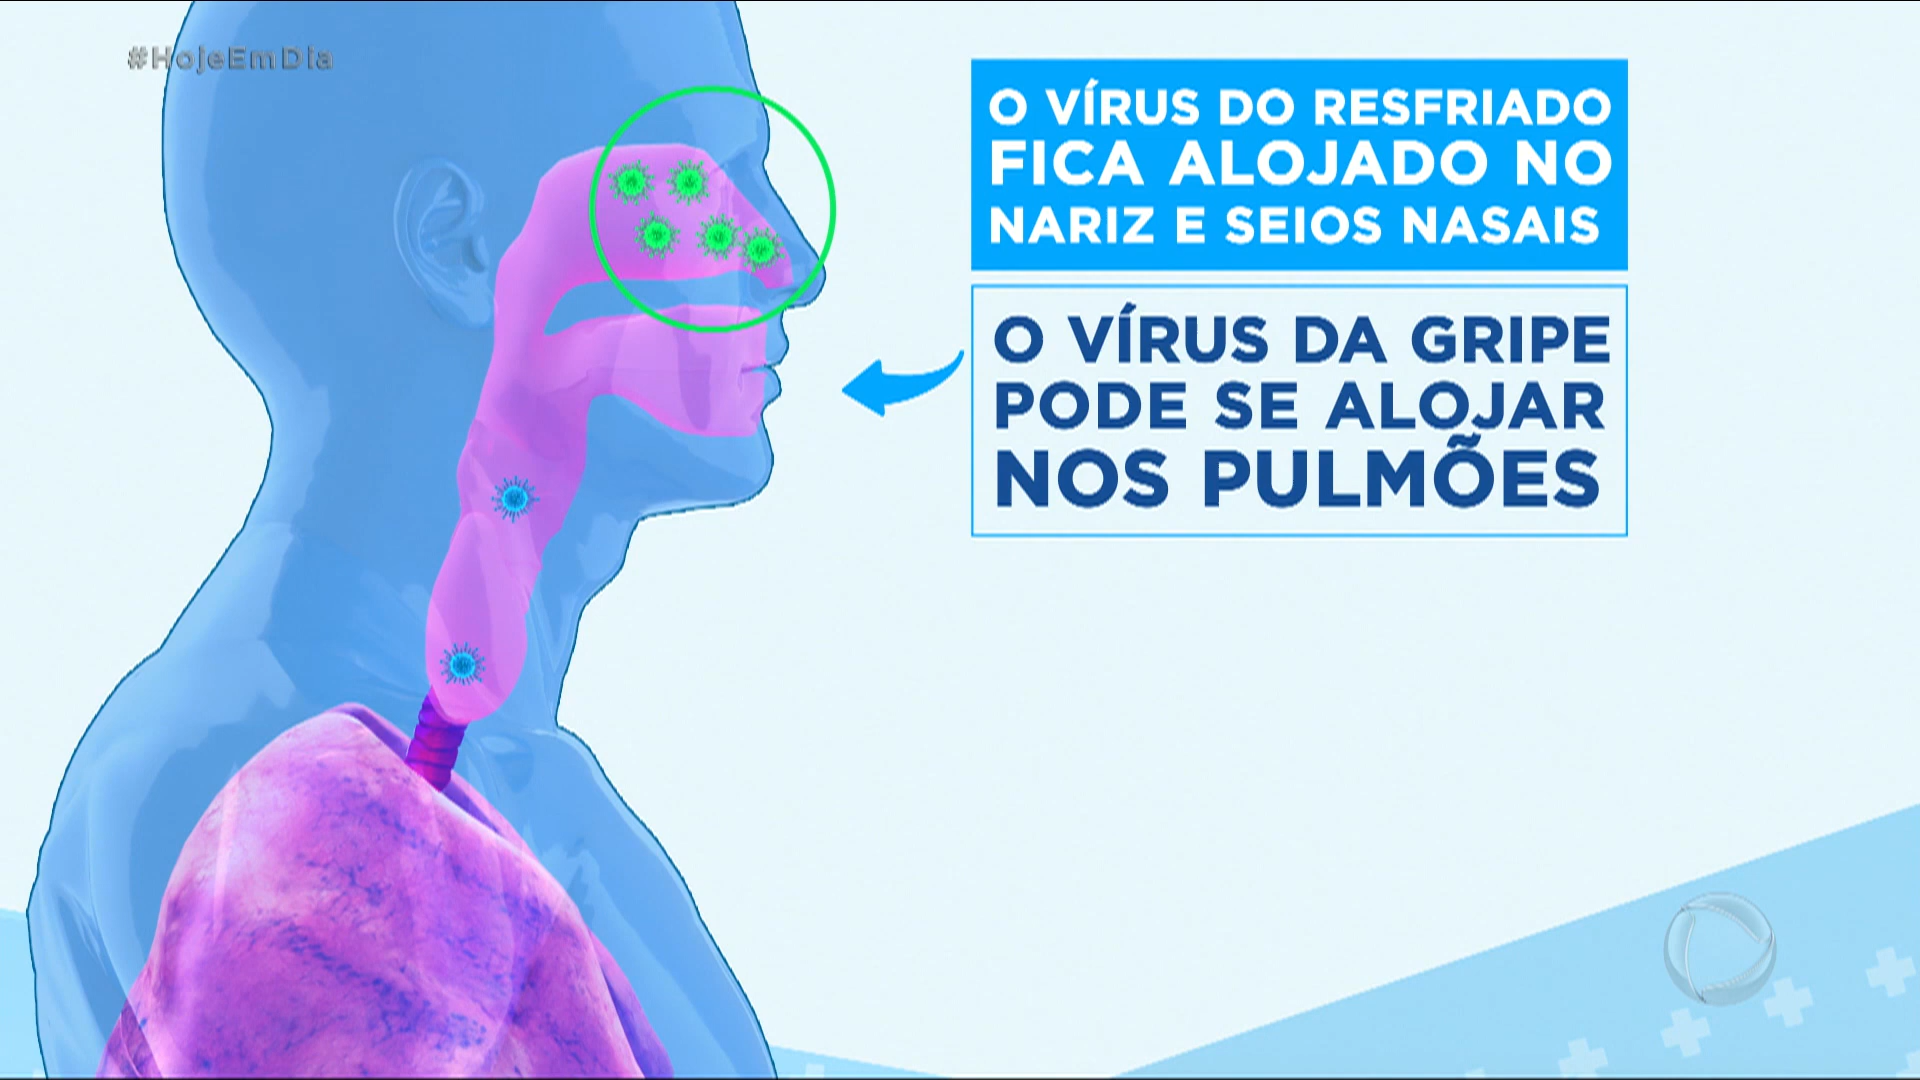 #HojeEmDia
O VÍRUS DO RESFRIADO
FICA ALOJADO NO
NARIZ E SEIOS NASAIS
O VÍRUS DA GRIPE
PODE SE ALOJAR
NOS PULMÕES